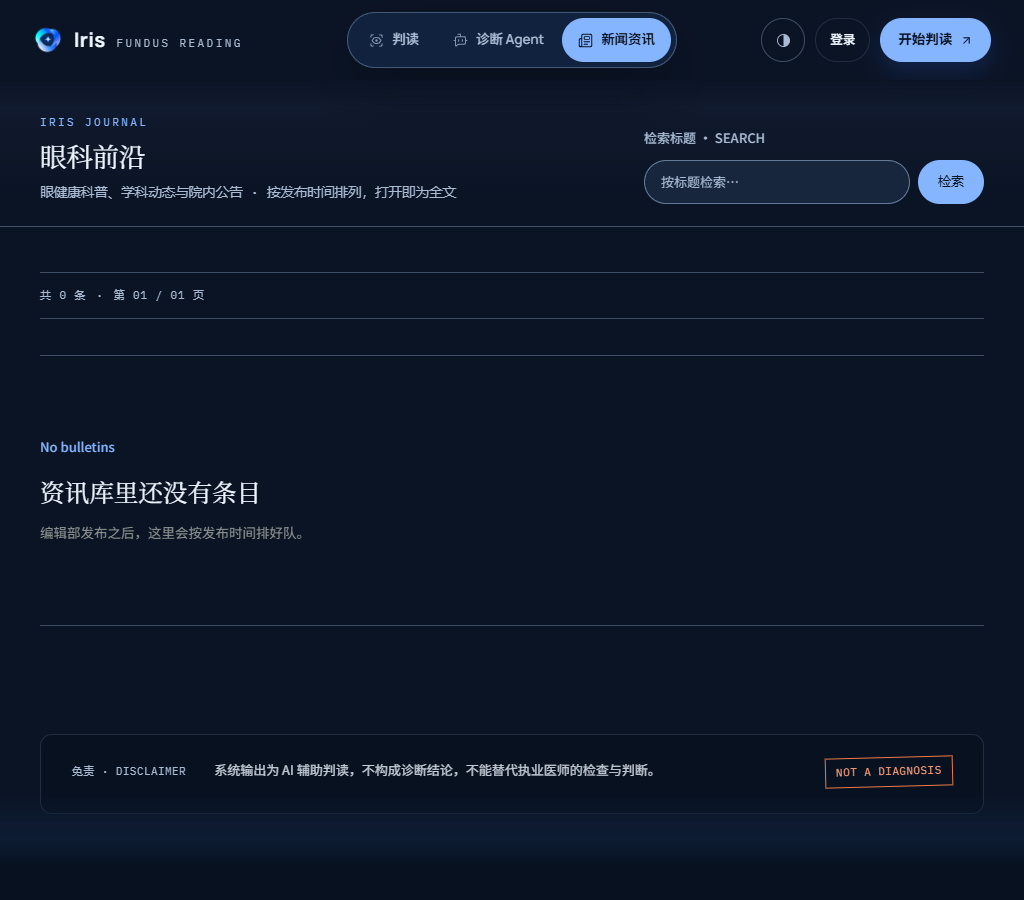 Iris FUNDUS READING
判读
诊断 Agent
新闻资讯
登录
开始判读
IRIS JOURNAL
眼科前沿
眼健康科普、学科动态与院内公告 · 按发布时间排列，打开即为全文
检索标题 · SEARCH
按标题检索…
检索
共 0 条 · 第 01 / 01 页
No bulletins
资讯库里还没有条目
编辑部发布之后，这里会按发布时间排好队。
免责 · DISCLAIMER
系统输出为 AI 辅助判读，不构成诊断结论，不能替代执业医师的检查与判断。
NOT A DIAGNOSIS